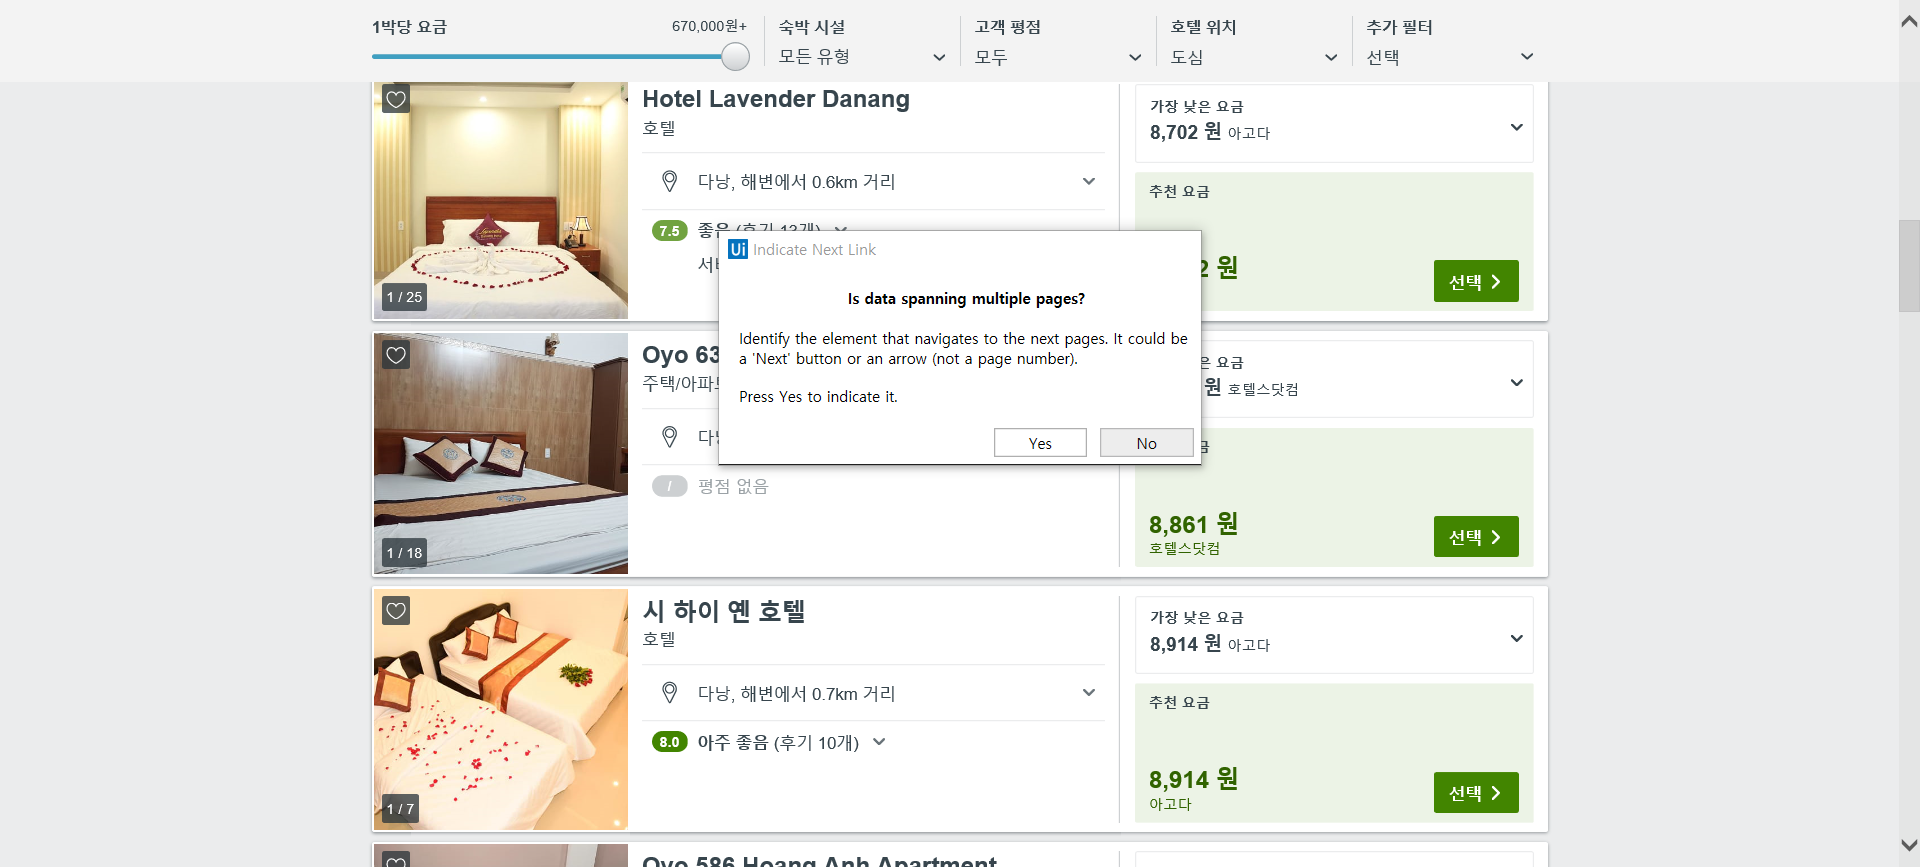 1박당 요금
670,000원+
숙박 시설
모든 유형
고객 평점
모두
호텔 위치
도심
추가 필터
선택
1 / 25
Hotel Lavender Danang
호텔
다낭, 해변에서 0.6km 거리
7.5 좋음 (후기 13개)
서비
가장 낮은 요금
8,702 원 아고다
추천 요금
2 원
선택
Ui Indicate Next Link
Is data spanning multiple pages?
Identify the element that navigates to the next pages. It could be
a 'Next' button or an arrow (not a page number).
Press Yes to indicate it.
Yes
No
1 / 18
Oyo 63
주택/아파트
다낭
/ 평점 없음
은 요금
원 호텔스닷컴
금
8,861 원
호텔스닷컴
선택
1 / 7
시 하이 옌 호텔
호텔
다낭, 해변에서 0.7km 거리
8.0 아주 좋음 (후기 10개)
가장 낮은 요금
8,914 원 아고다
추천 요금
8,914 원
아고다
선택
Oyo 586 Hoang Anh Apartment